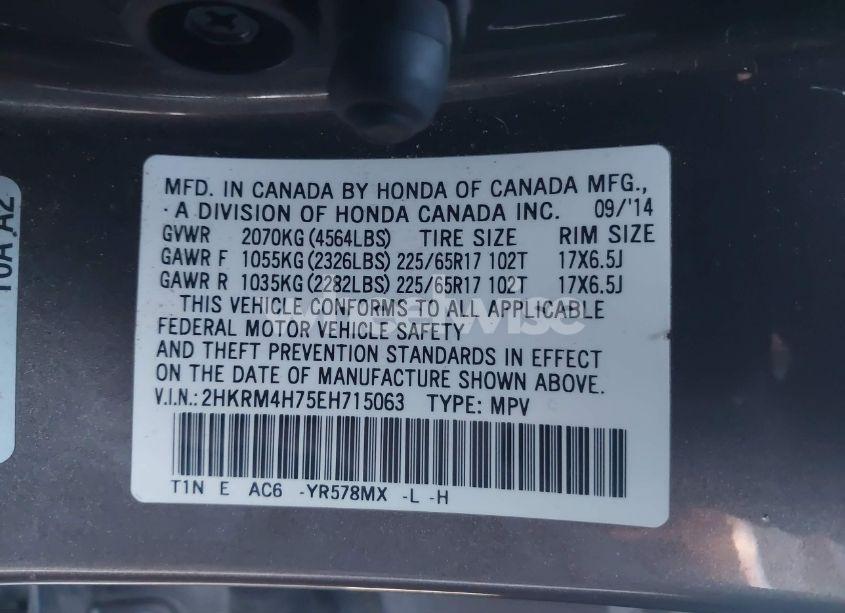 MFD. IN CANADA BY HONDA OF CANADA MFG.,
A DIVISION OF HONDA CANADA INC. 09/'14
GVWR 2070KG(4564LBS) TIRE SIZE RIM SIZE
GAWR F 1055KG(2326LBS) 225/65R17 102T 17X6.5J
GAWR R 1035KG(2282LBS) 225/65R17 102T 17X6.5J
THIS VEHICLE CONFORMS TO ALL APPLICABLE
FEDERAL MOTOR VEHICLE SAFETY
AND THEFT PREVENTION STANDARDS IN EFFECT
ON THE DATE OF MANUFACTURE SHOWN ABOVE.
V.I.N.:2HKRM4H75EH715063 TYPE: MPV
T1N E AC6 -YR578MX -L -H